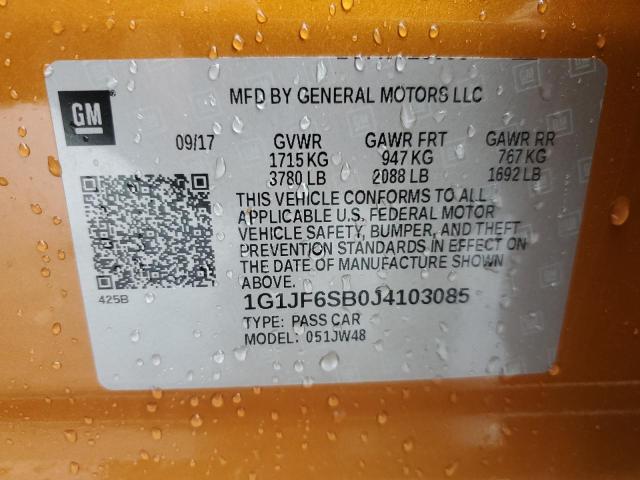 MFD BY GENERAL MOTORS LLC
GM
09/17 GVWR GAWR FRT GAWR RR
1715 KG 947 KG 767 KG
3780 LB 2088 LB 1692 LB
THIS VEHICLE CONFORMS TO ALL
APPLICABLE U.S. FEDERAL MOTOR
VEHICLE SAFETY, BUMPER, AND THEFT
PREVENTION STANDARDS IN EFFECT ON
THE DATE OF MANUFACTURE SHOWN
ABOVE.
425B
1G1JF6SB0J4103085
TYPE: PASS CAR
MODEL: 051JW48